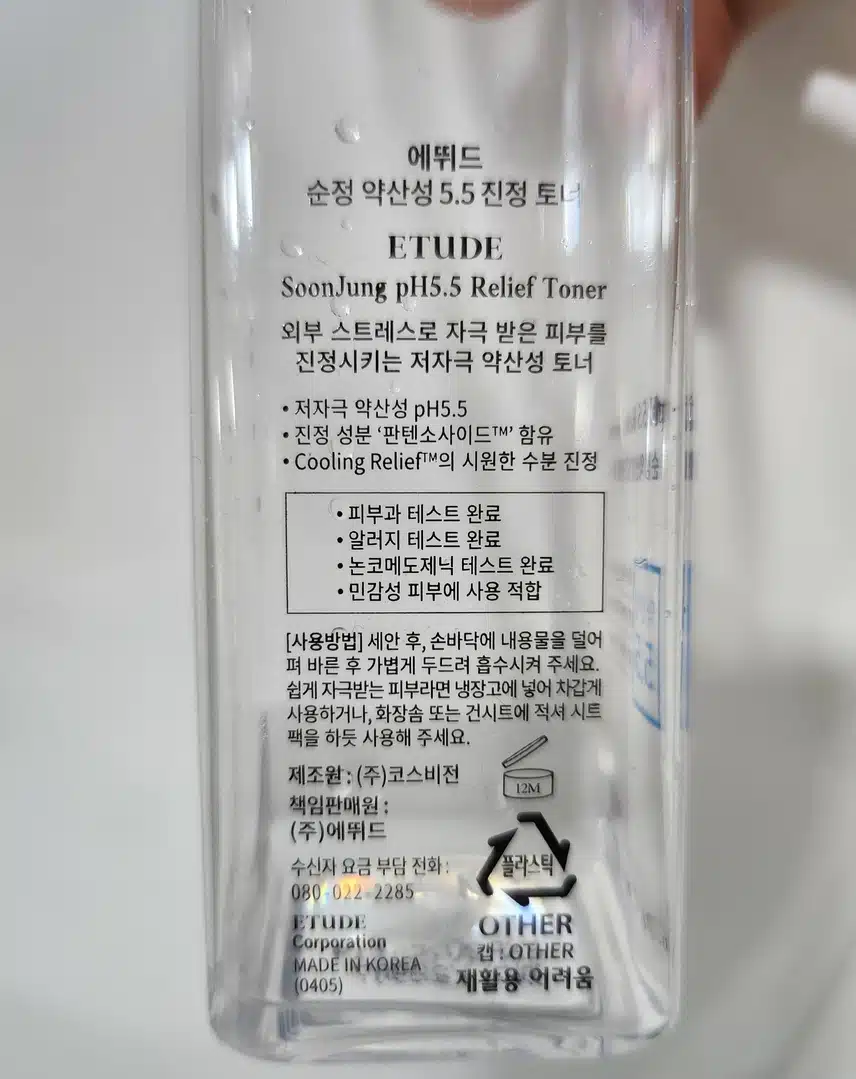 에뛰드
순정 약산성 5.5 진정 토너
ETUDE
SoonJung pH5.5 Relief Toner
외부 스트레스로 자극 받은 피부를
진정시키는 저자극 약산성 토너
• 저자극 약산성 pH5.5
• 진정 성분 ‘판텐소사이드™’ 함유
• Cooling Relief™의 시원한 수분 진정
• 피부과 테스트 완료
• 알러지 테스트 완료
• 논코메도제닉 테스트 완료
• 민감성 피부에 사용 적합
[사용방법] 세안 후, 손바닥에 내용물을 덜어
펴 바른 후 가볍게 두드려 흡수시켜 주세요.
쉽게 자극받는 피부라면 냉장고에 넣어 차갑게
사용하거나, 화장솜 또는 건시트에 적셔 시트
팩을 하듯 사용해 주세요.
제조원 : (주)코스비전
12M
책임판매원 :
(주)에뛰드
수신자 요금 부담 전화 :
080-022-2285
플라스틱
ETUDE
Corporation
MADE IN KOREA
(0405)
OTHER
캡 : OTHER
재활용 어려움